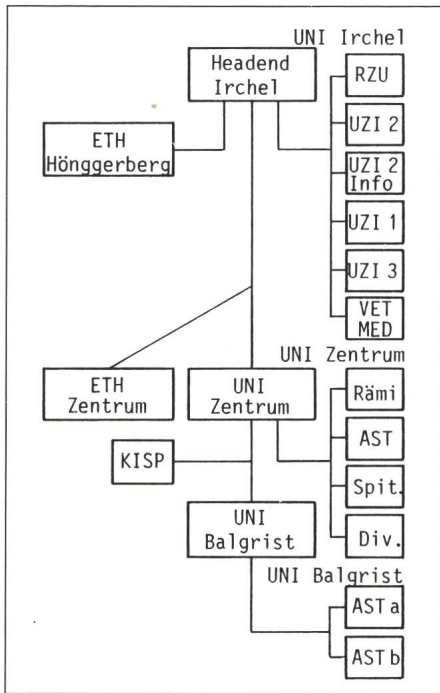 UNI Irchel
Headend
Irchel
RZU
UZI 2
ETH
Hönggerberg
UZI 2
Info
UZI 1
UZI 3
VET
MED
UNI Zentrum
ETH
Zentrum
UNI
Zentrum
Rämi
AST
KISP
Spit.
UNI
Balgrist
Div.
UNI Balgrist
AST a
AST b